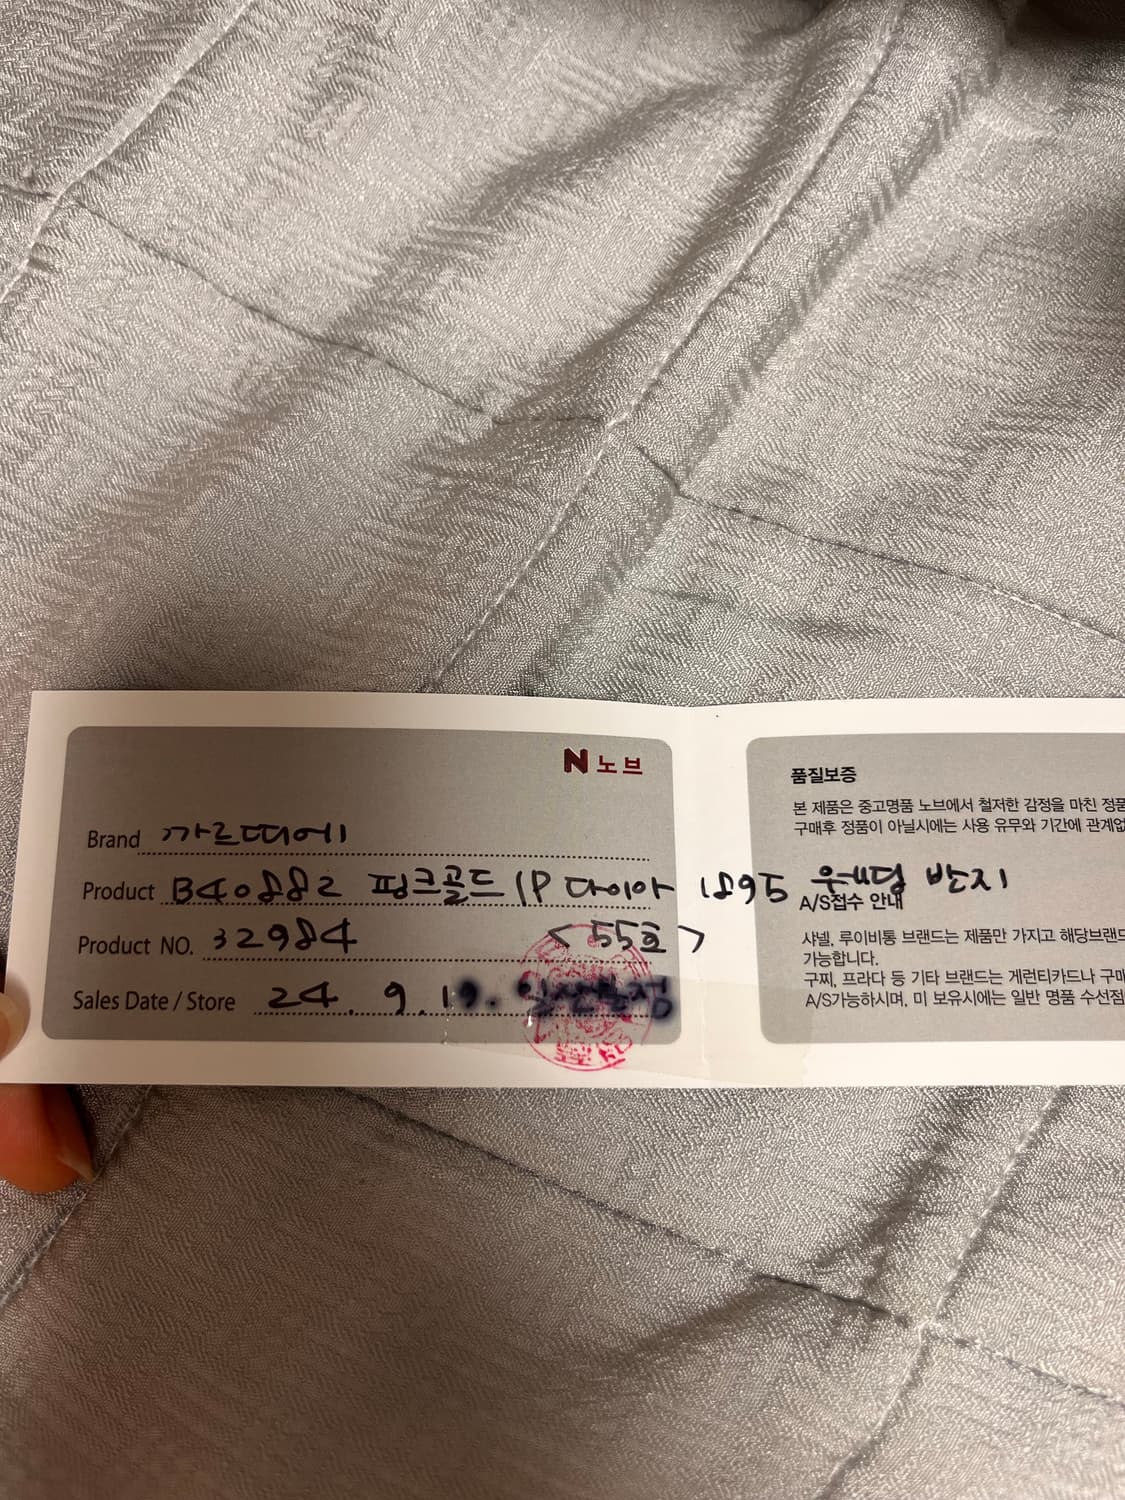 N 노브
Brand 까르띠에
Product B40882 핑크골드 1P 다이아 1895 웨딩 반지
Product NO. 32984 <55호>
Sales Date / Store 24. 9. 19.
품질보증
본 제품은 중고명품 노브에서 철저한 감정을 마친 정품
구매후 정품이 아닐시에는 사용 유무와 기간에 관계없
A/S접수 안내
샤넬, 루이비통 브랜드는 제품만 가지고 해당브랜드
가능합니다.
구찌, 프라다 등 기타 브랜드는 게런티카드나 구매
A/S가능하시며, 미 보유시에는 일반 명품 수선점